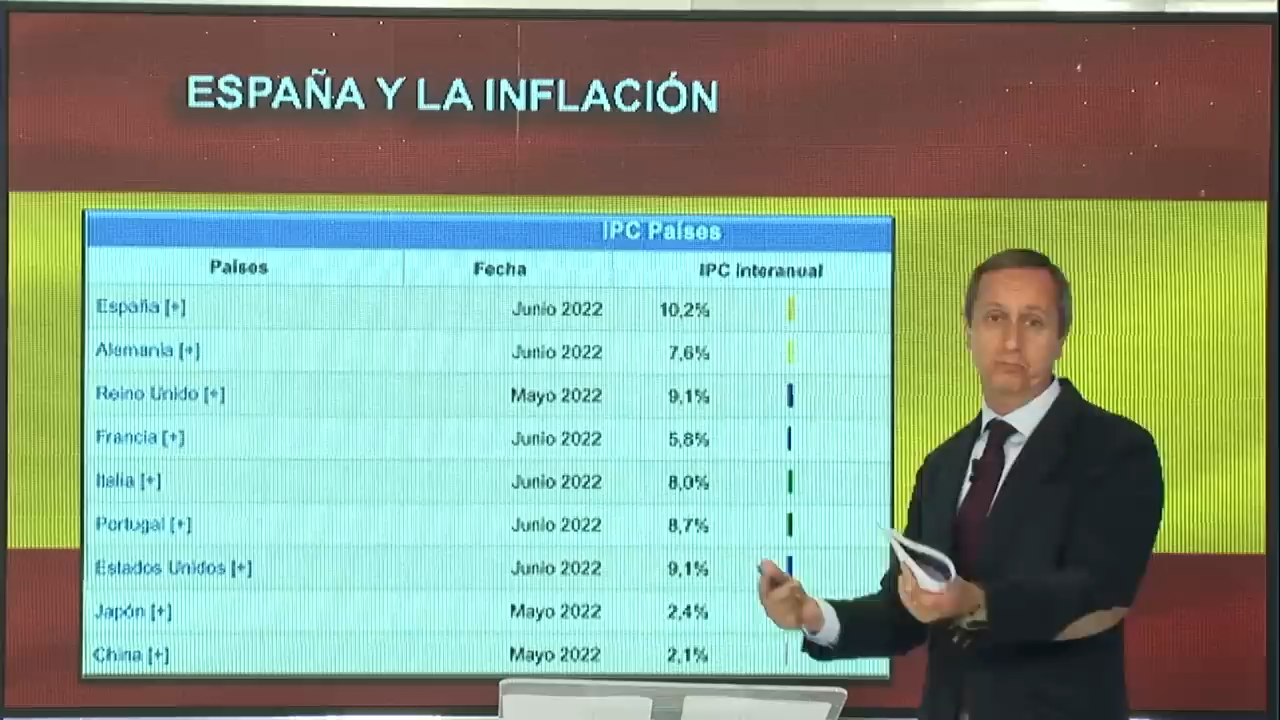 ESPAÑA Y LA INFLACIÓN
IPC Países
Países Fecha IPC Interanual
España [+] Junio 2022 10,2%
Alemania [+] Junio 2022 7,6%
Reino Unido [+] Mayo 2022 9,1%
Francia [+] Junio 2022 5,8%
Italia [+] Junio 2022 8,0%
Portugal [+] Junio 2022 8,7%
Estados Unidos [+] Junio 2022 9,1%
Japón [+] Mayo 2022 2,4%
China [+] Mayo 2022 2,1%